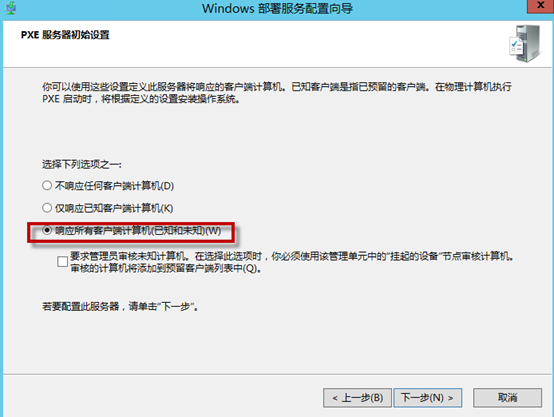 Windows 部署服务配置向导
PXE 服务器初始设置
你可以使用这些设置定义此服务器将响应的客户端计算机。已知客户端是指已预留的客户端。在物理计算机执行
PXE 启动时，将根据定义的设置安装操作系统。
选择下列选项之一:
不响应任何客户端计算机(D)
仅响应已知客户端计算机(K)
响应所有客户端计算机(已知和未知)(W)
要求管理员审核未知计算机。在选择此选项时，你必须使用该管理单元中的“挂起的设备”节点审核计算机。
审核的计算机将添加到预留客户端列表中(Q)。
若要配置此服务器，请单击“下一步”。
< 上一步(B)
下一步(N) >
取消